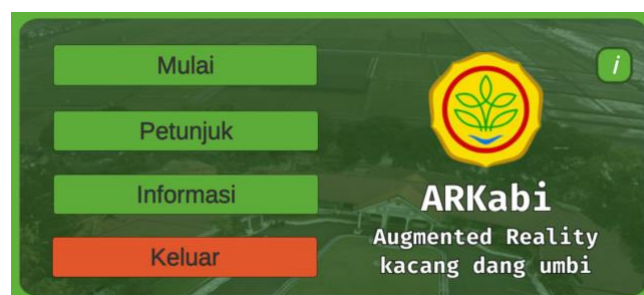 Mulai
Petunjuk
Informasi
Keluar
i
ARKabi
Augmented Reality
kacang dang umbi